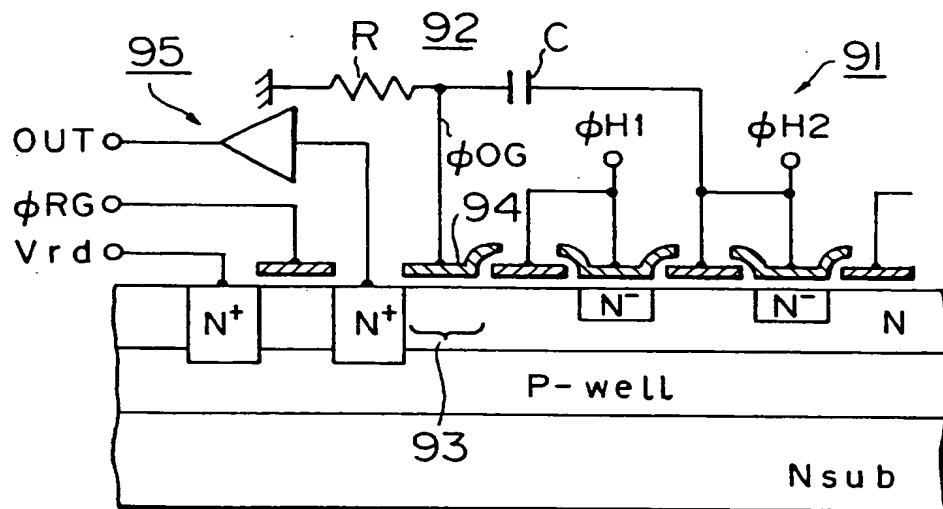 92
R
C
95
91
OUT
φH1
φH2
φOG
φRG
94
Vrd
N⁺
N⁺
N⁻
N⁻
N
P-well
93
Nsub